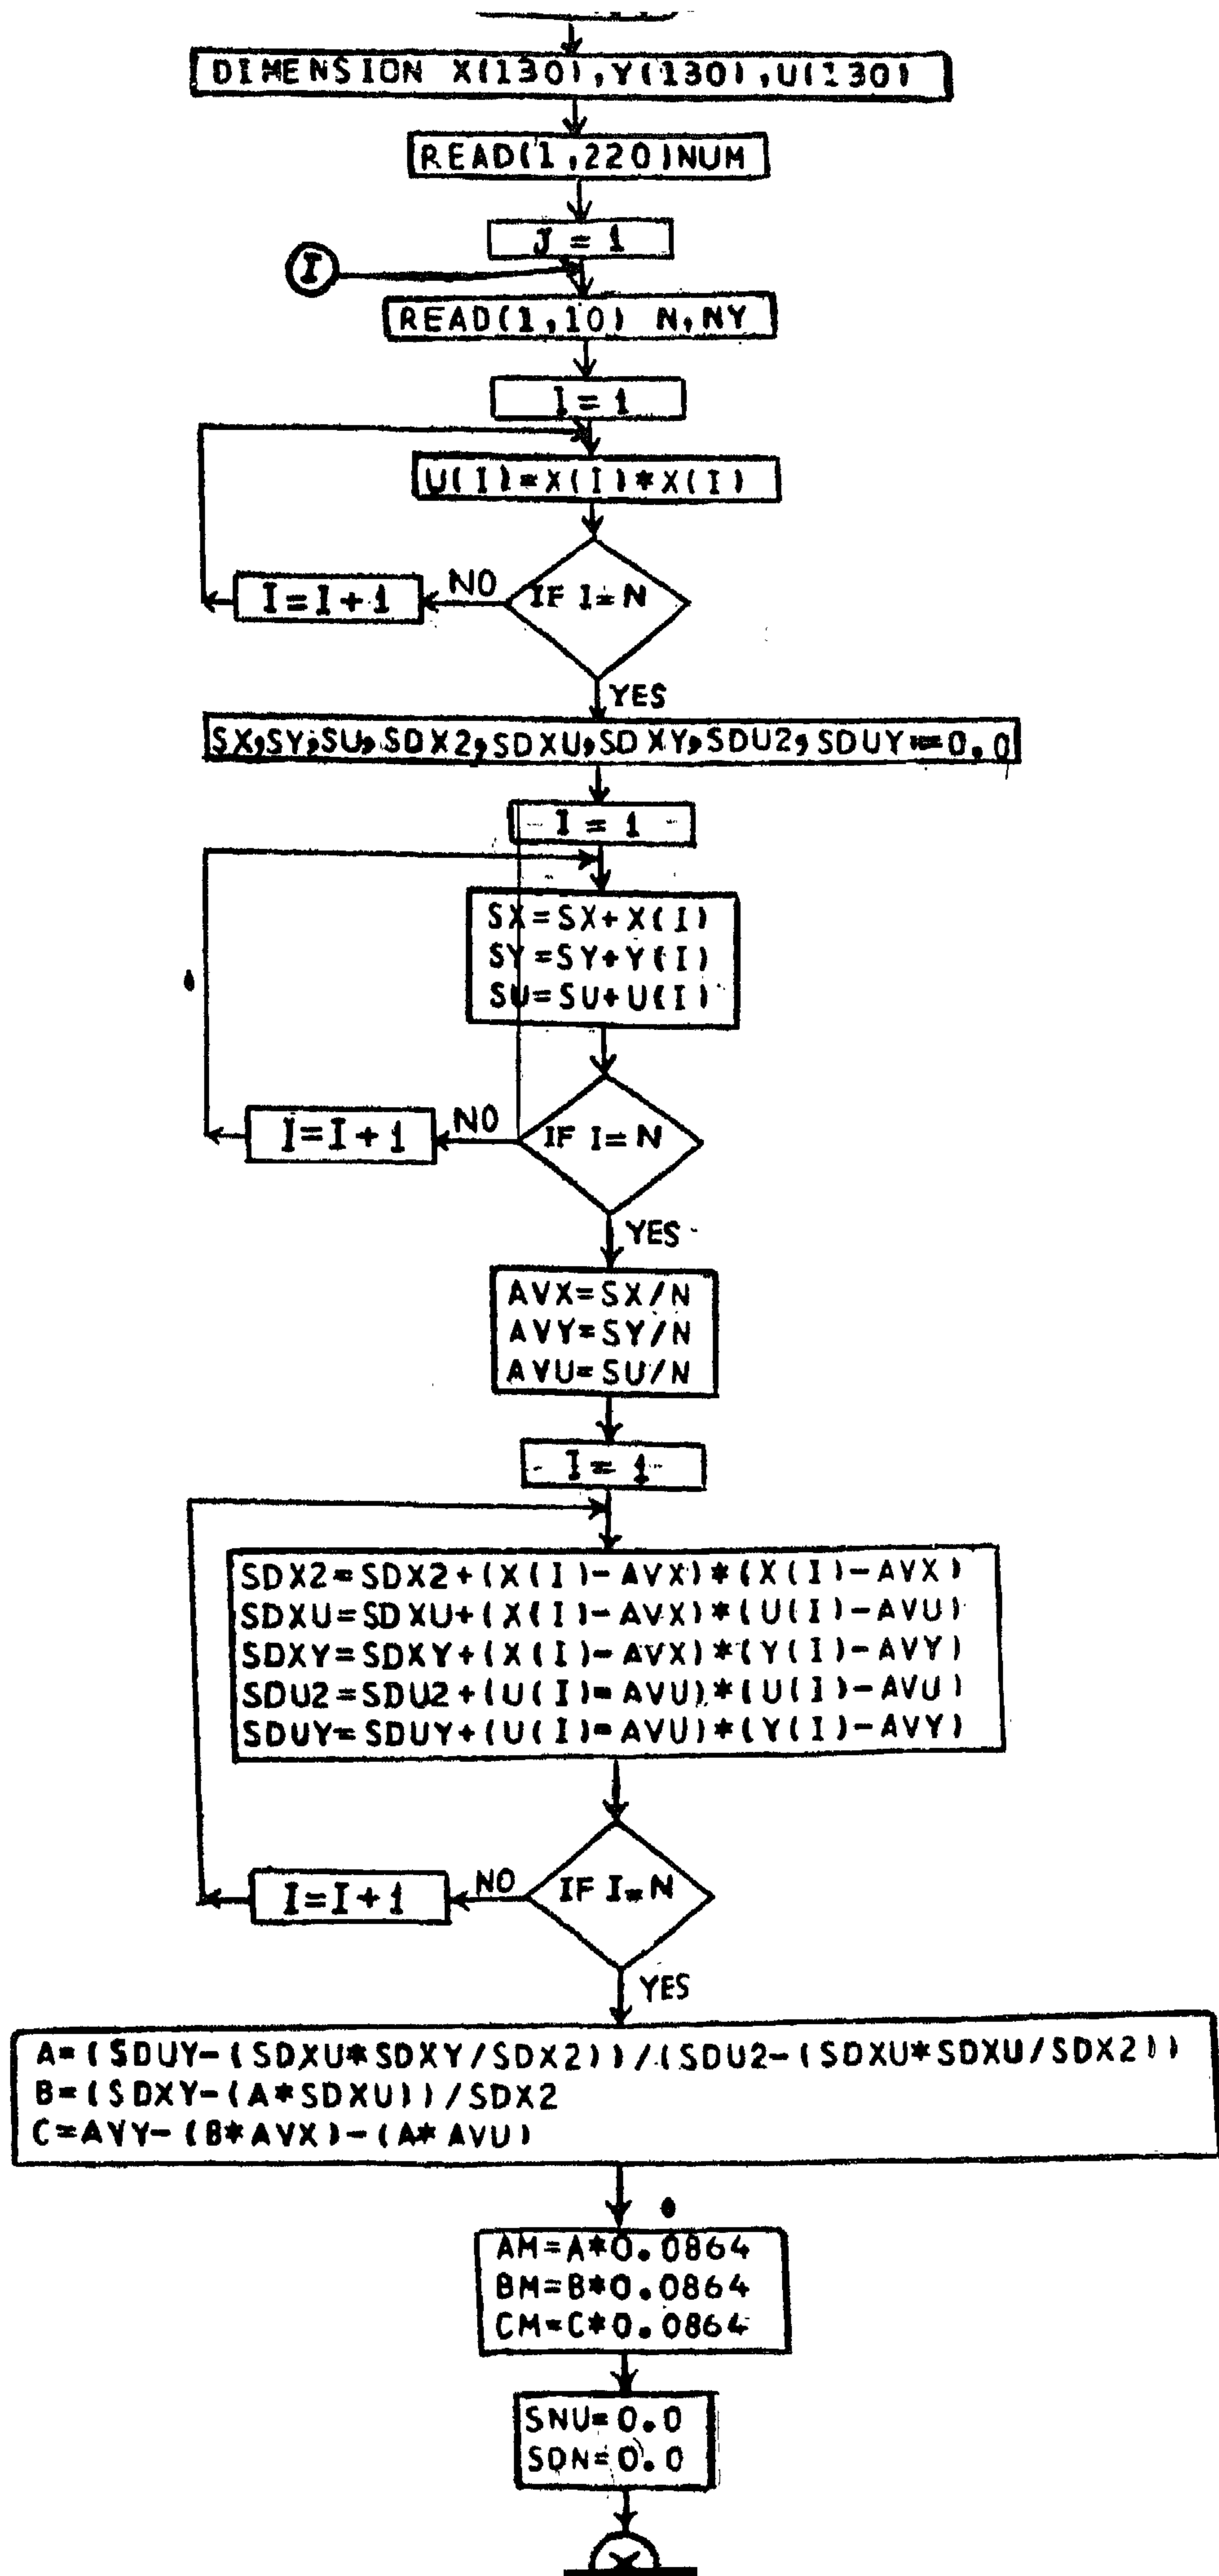 DIMENSION X(130),Y(130),U(130)
READ(1,220)NUM
J = 1
I
READ(1,10) N,NY
I = 1
U(I)=X(I)*X(I)
IF I=N
NO
I=I+1
YES
SX,SY,SU,SDX2,SDXU,SDXY,SDU2,SDUY=0,0
I = 1
SX=SX+X(I)
SY=SY+Y(I)
SU=SU+U(I)
IF I=N
NO
I=I+1
YES
AVX=SX/N
AVY=SY/N
AVU=SU/N
I = 1
SDX2=SDX2+(X(I)-AVX)*(X(I)-AVX)
SDXU=SDXU+(X(I)-AVX)*(U(I)-AVU)
SDXY=SDXY+(X(I)-AVX)*(Y(I)-AVY)
SDU2=SDU2+(U(I)=AVU)*(U(I)-AVU)
SDUY=SDUY+(U(I)=AVU)*(Y(I)-AVY)
IF I=N
NO
I=I+1
YES
A=(SDUY-(SDXU*SDXY/SDX2))/(SDU2-(SDXU*SDXU/SDX2))
B=(SDXY-(A*SDXU))/SDX2
C=AVY-(B*AVX)-(A*AVU)
AM=A*0.0864
BM=B*0.0864
CM=C*0.0864
SNU=0.0
SDN=0.0